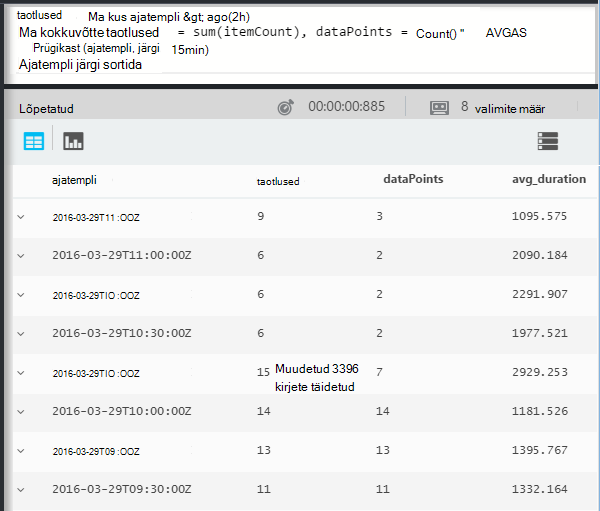 taotlused Ma kus ajatempli &gt; ago(2h)
Ma kokkuvõtte taotlused = sum(itemCount), dataPoints = Count() " AVGAS
Prügikast (ajatempli, järgi 15min)
Ajatempli järgi sortida
Lõpetatud 00:00:00:885 8 valimite määr
ajatempli taotlused dataPoints avg_duration
2016-03-29T11 :OOZ 9 3 1095.575
2016-03-29T11:00:00Z 6 2 2090.184
2016-03-29TIO :OOZ 6 2 2291.907
2016-03-29T10:30:00Z 6 2 1977.521
2016-03-29TIO :OOZ 15 Muudetud 3396 7 2929.253
kirjete täidetud
2016-03-29T10:00:00Z 14 14 1181.526
2016-03-29T09 :OOZ 13 13 1395.767
2016-03-29T09:30:00Z 11 11 1332.164